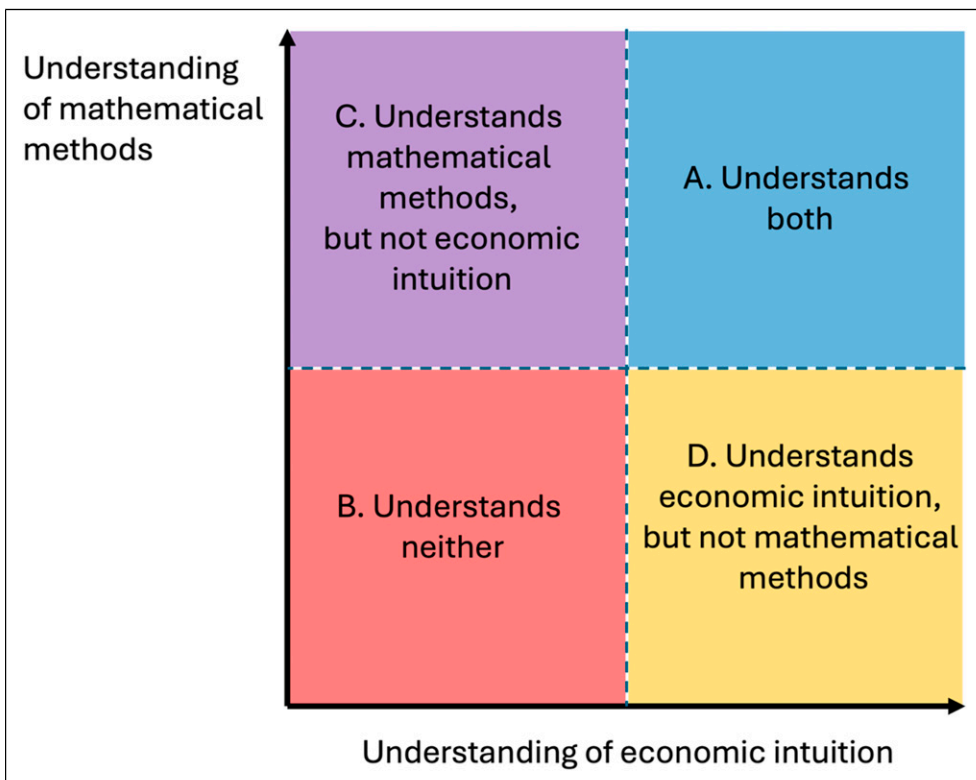 Understanding
of mathematical
methods
C. Understands
mathematical
methods,
but not economic
intuition
A. Understands
both
B. Understands
neither
D. Understands
economic intuition,
but not mathematical
methods
Understanding of economic intuition